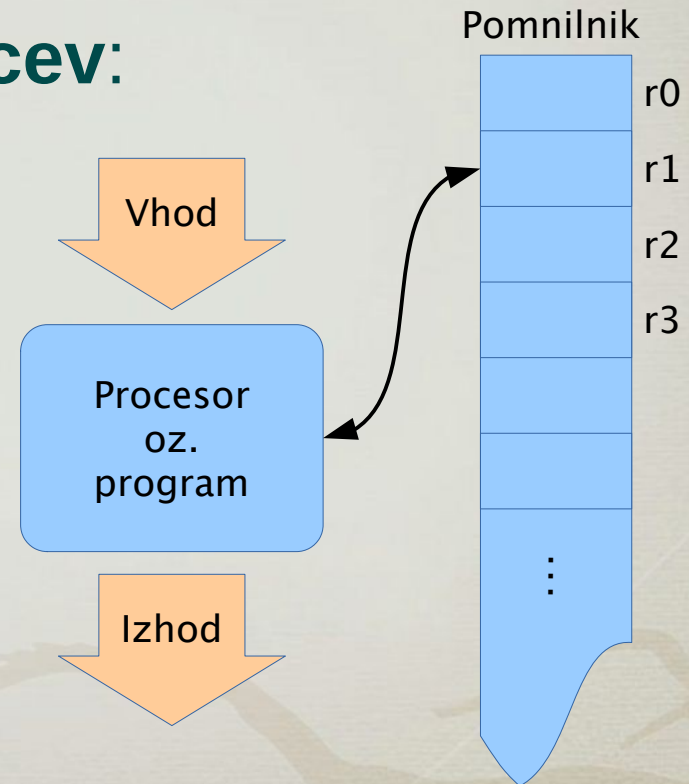 cev:
Pomnilnik
r0
r1
r2
r3
⋮
Vhod
Procesor
oz.
program
Izhod